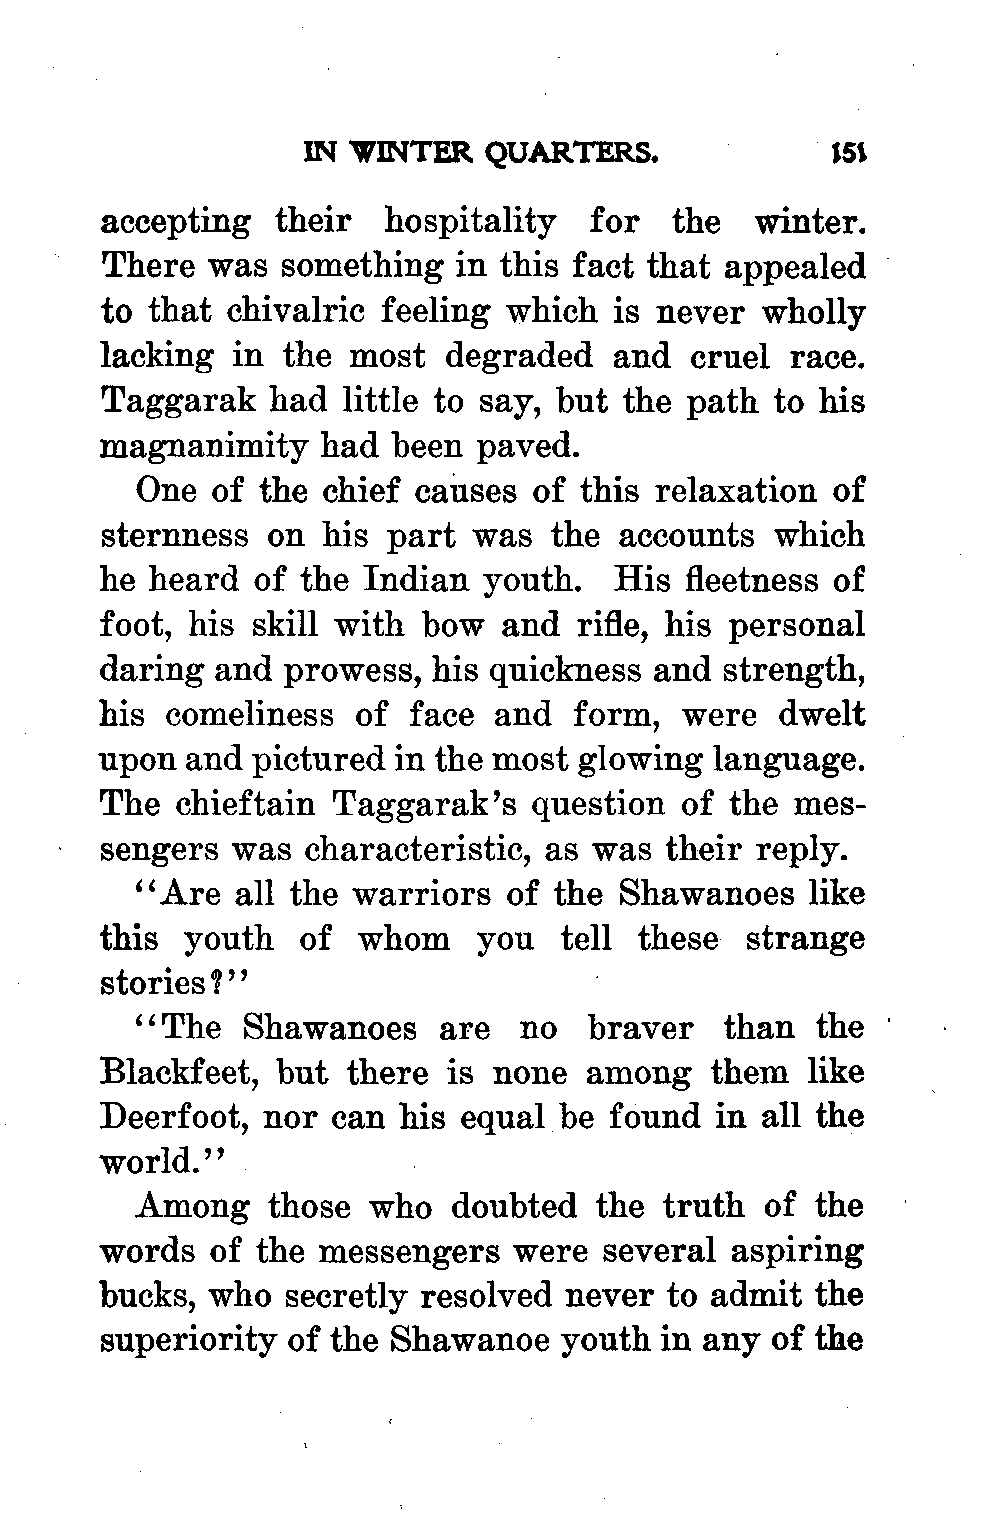 IN WINTER QUARTERS. 151
accepting their hospitality for the winter.
There was something in this fact that appealed
to that chivalric feeling which is never wholly
lacking in the most degraded and cruel race.
Taggarak had little to say, but the path to his
magnanimity had been paved.
One of the chief causes of this relaxation of
sternness on his part was the accounts which
he heard of the Indian youth. His fleetness of
foot, his skill with bow and rifle, his personal
daring and prowess, his quickness and strength,
his comeliness of face and form, were dwelt
upon and pictured in the most glowing language.
The chieftain Taggarak's question of the mes-
sengers was characteristic, as was their reply.
"Are all the warriors of the Shawanoes like
this youth of whom you tell these strange
stories?"
"The Shawanoes are no braver than the
Blackfeet, but there is none among them like
Deerfoot, nor can his equal be found in all the
world."
Among those who doubted the truth of the
words of the messengers were several aspiring
bucks, who secretly resolved never to admit the
superiority of the Shawanoe youth in any of the